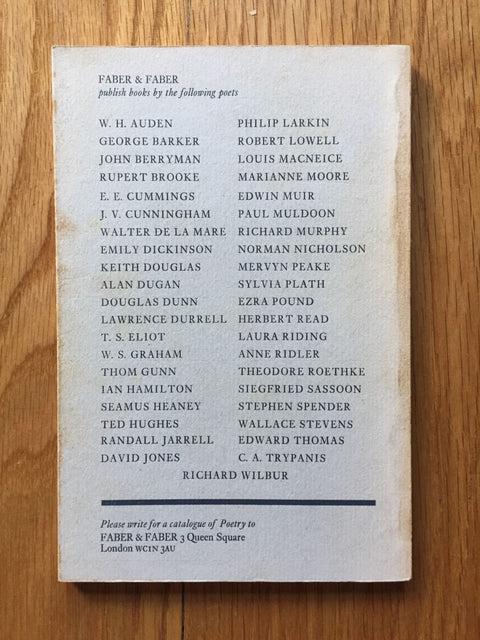 FABER & FABER
publish books by the following poets
W. H. AUDEN
GEORGE BARKER
JOHN BERRYMAN
RUPERT BROOKE
E. E. CUMMINGS
J. V. CUNNINGHAM
WALTER DE LA MARE
EMILY DICKINSON
KEITH DOUGLAS
ALAN DUGAN
DOUGLAS DUNN
LAWRENCE DURRELL
T. S. ELIOT
W. S. GRAHAM
THOM GUNN
IAN HAMILTON
SEAMUS HEANEY
TED HUGHES
RANDALL JARRELL
DAVID JONES
PHILIP LARKIN
ROBERT LOWELL
LOUIS MACNEICE
MARIANNE MOORE
EDWIN MUIR
PAUL MULDOON
RICHARD MURPHY
NORMAN NICHOLSON
MERVYN PEAKE
SYLVIA PLATH
EZRA POUND
HERBERT READ
LAURA RIDING
ANNE RIDLER
THEODORE ROETHKE
SIEGFRIED SASSOON
STEPHEN SPENDER
WALLACE STEVENS
EDWARD THOMAS
C. A. TRYPANIS
RICHARD WILBUR
Please write for a catalogue of Poetry to
FABER & FABER 3 Queen Square
London WC1N 3AU